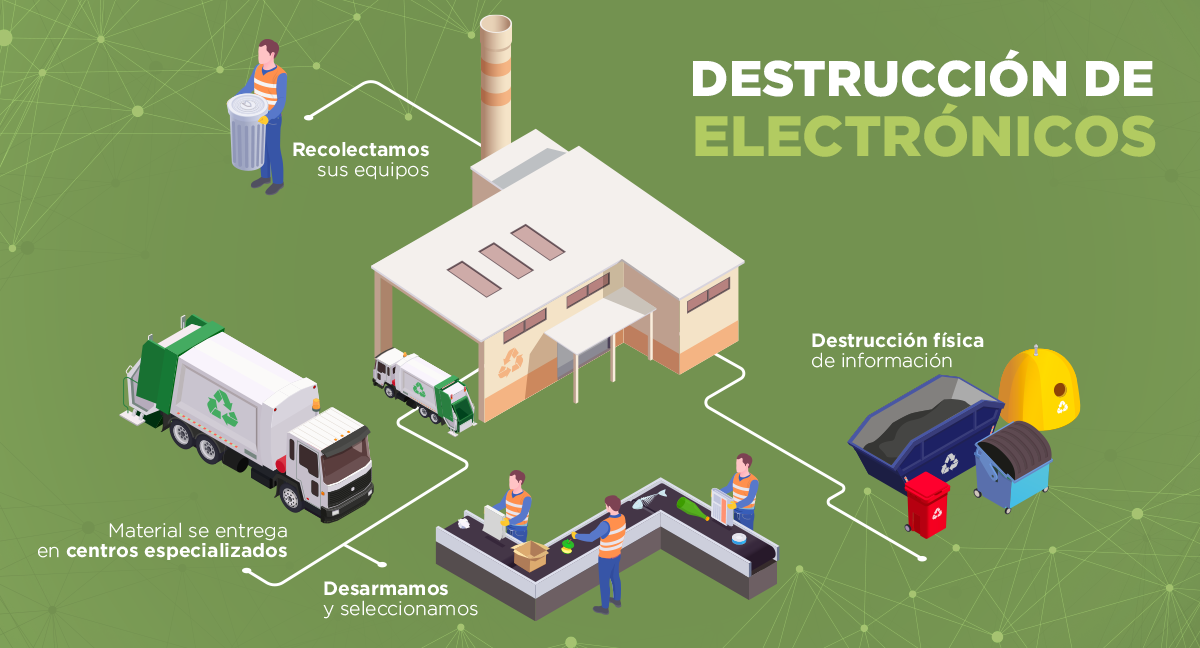 DESTRUCCIÓN DE
ELECTRÓNICOS
Recolectamos
sus equipos
Destrucción física
de información
Material se entrega
en centros especializados
Desarmamos
y seleccionamos